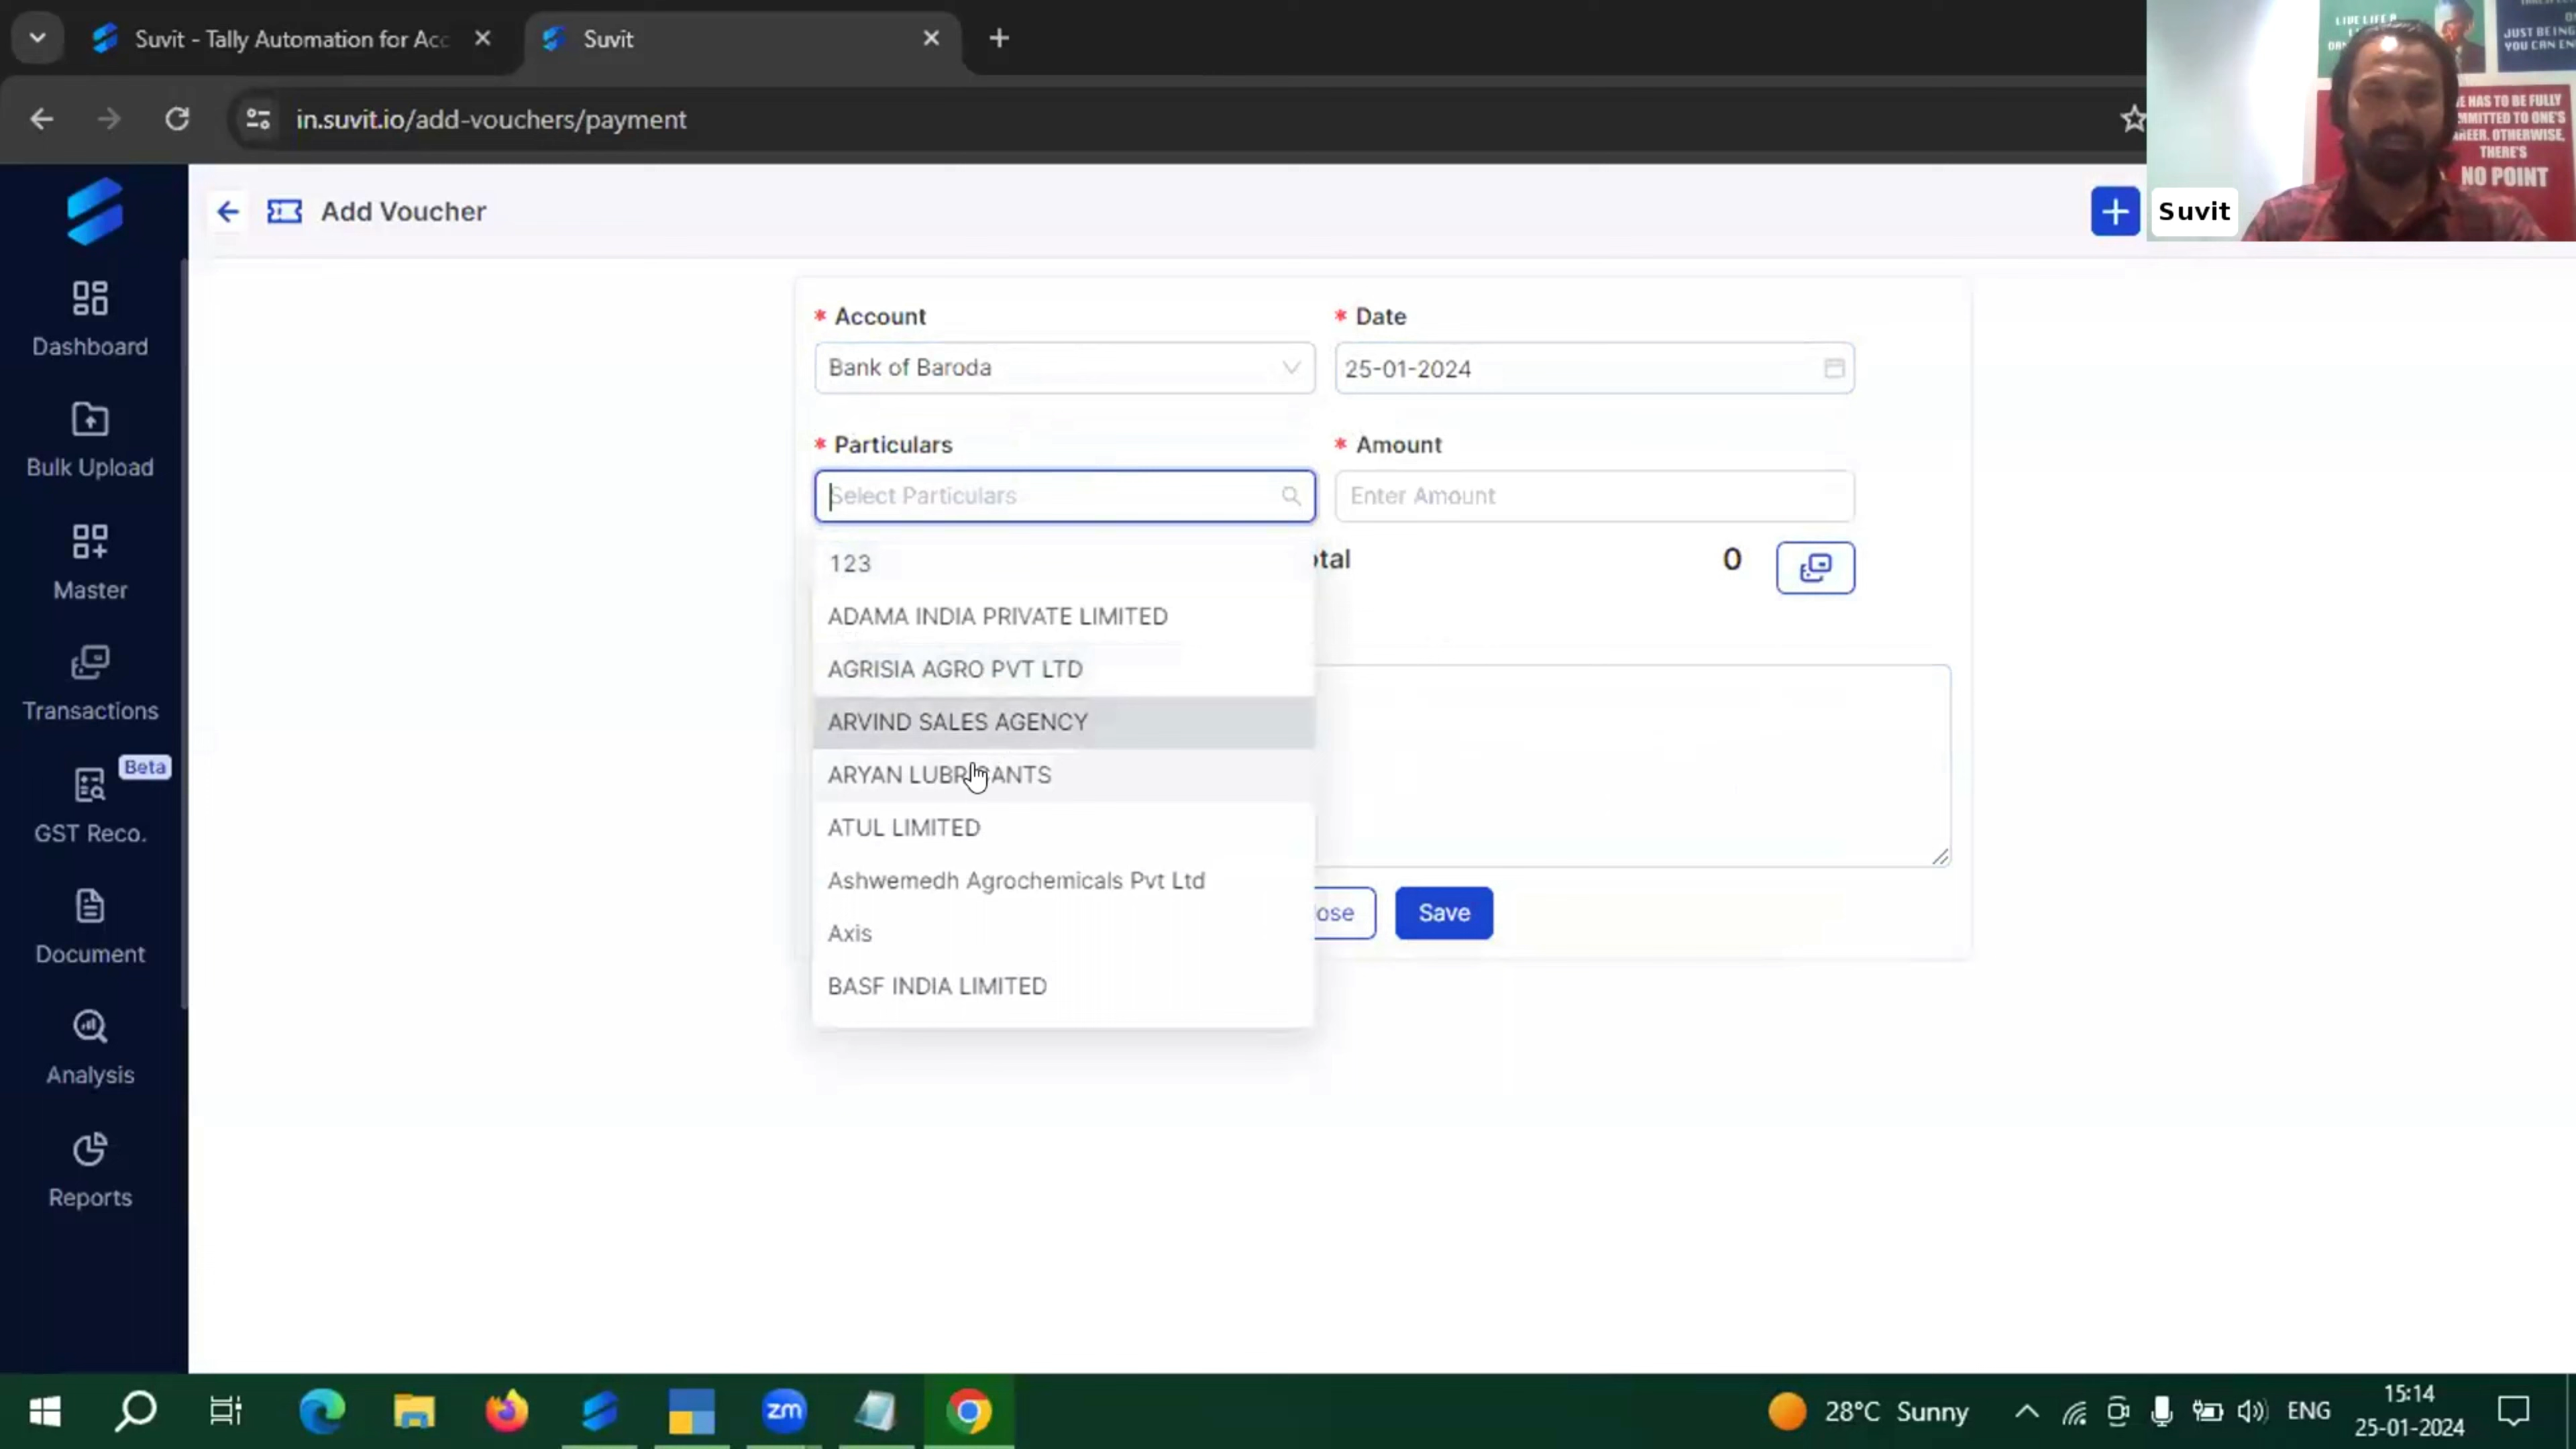 Suvit - Tally Automation for Acc
Suvit
in.suvit.io/add-vouchers/payment
LIVE LIFE
JUST BEING
YOU CAN
HAS TO BE FULLY
COMMITTED TO ONE'S
CAREER. OTHERWISE,
THERE'S
NO POINT
Suvit
Add Voucher
Dashboard
Bulk Upload
Master
Transactions
Beta
GST Reco.
Document
Analysis
Reports
* Account
* Date
Bank of Baroda
25-01-2024
* Particulars
* Amount
Select Particulars
Enter Amount
123
otal
0
ADAMA INDIA PRIVATE LIMITED
AGRISIA AGRO PVT LTD
ARVIND SALES AGENCY
ARYAN LUBRICANTS
ATUL LIMITED
Ashwemedh Agrochemicals Pvt Ltd
Axis
BASF INDIA LIMITED
ose
Save
zm
28°C Sunny
ENG
15:14
25-01-2024